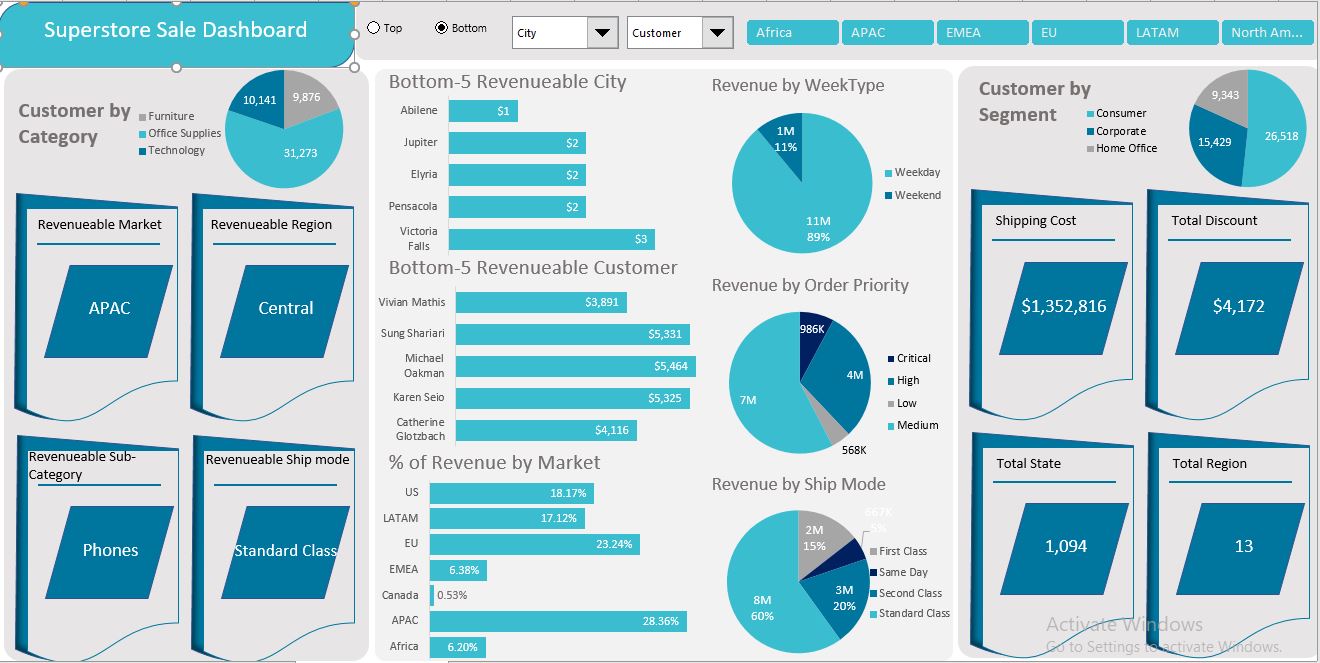 Superstore Sale Dashboard
Top
Bottom
City
Customer
Africa
APAC
EMEA
EU
LATAM
North Am...
Customer by
Category
Furniture
Office Supplies
Technology
10,141
9,876
31,273
Revenueable Market
APAC
Revenueable Region
Central
Revenueable Sub-
Category
Phones
Revenueable Ship mode
Standard Class
Bottom-5 Revenueable City
Abilene
$1
Jupiter
$2
Elyria
$2
Pensacola
$2
Victoria
Falls
$3
Bottom-5 Revenueable Customer
Vivian Mathis
$3,891
Sung Shariari
$5,331
Michael
Oakman
$5,464
Karen Seio
$5,325
Catherine
Glotzbach
$4,116
% of Revenue by Market
US
18.17%
LATAM
17.12%
EU
23.24%
EMEA
6.38%
Canada
0.53%
APAC
28.36%
Africa
6.20%
Revenue by WeekType
1M
11%
11M
89%
Weekday
Weekend
Revenue by Order Priority
986K
4M
7M
568K
Critical
High
Low
Medium
Revenue by Ship Mode
667K
5%
2M
15%
3M
20%
8M
60%
First Class
Same Day
Second Class
Standard Class
Customer by
Segment
Consumer
Corporate
Home Office
9,343
15,429
26,518
Shipping Cost
$1,352,816
Total Discount
$4,172
Total State
1,094
Total Region
13
Activate Windows
Go to Settings to activate Windows.